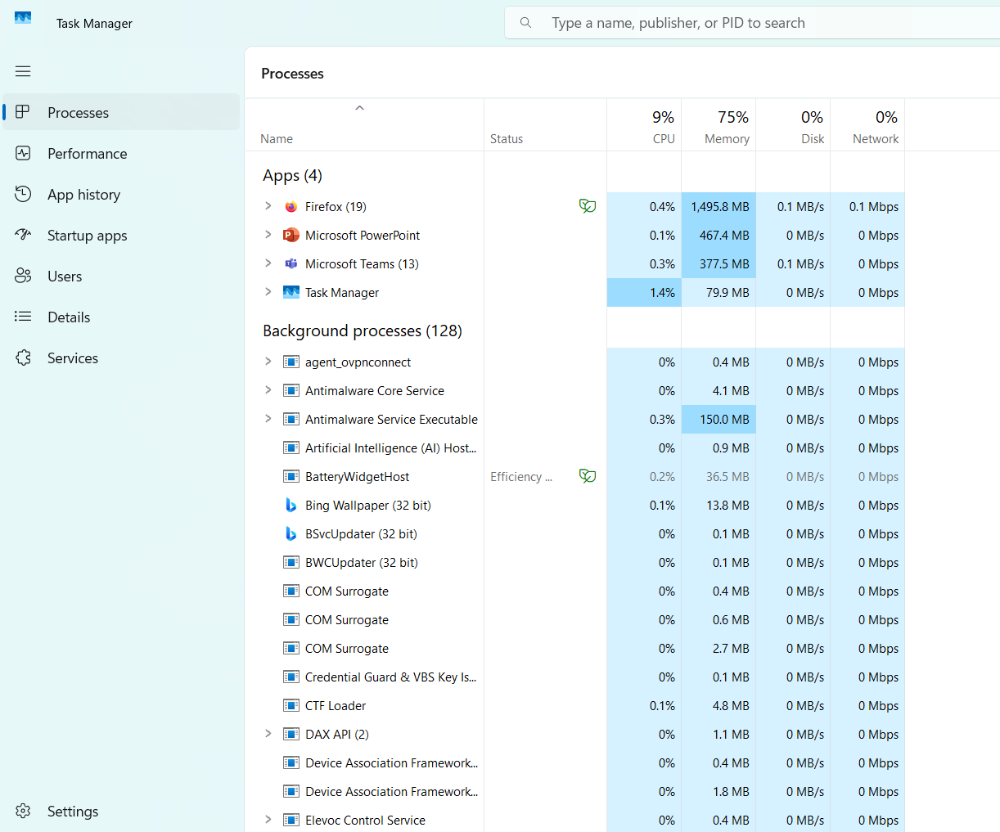 Task Manager
Type a name, publisher, or PID to search
Processes
Performance
App history
Startup apps
Users
Details
Services
Settings
Processes
9% 75% 0% 0%
Name Status CPU Memory Disk Network
Apps (4)
Firefox (19) 0.4% 1,495.8 MB 0.1 MB/s 0.1 Mbps
Microsoft PowerPoint 0.1% 467.4 MB 0 MB/s 0 Mbps
Microsoft Teams (13) 0.3% 377.5 MB 0.1 MB/s 0 Mbps
Task Manager 1.4% 79.9 MB 0 MB/s 0 Mbps
Background processes (128)
agent_ovpnconnect 0% 0.4 MB 0 MB/s 0 Mbps
Antimalware Core Service 0% 4.1 MB 0 MB/s 0 Mbps
Antimalware Service Executable 0.3% 150.0 MB 0 MB/s 0 Mbps
Artificial Intelligence (AI) Host... 0% 0.9 MB 0 MB/s 0 Mbps
BatteryWidgetHost Efficiency ... 0.2% 36.5 MB 0 MB/s 0 Mbps
Bing Wallpaper (32 bit) 0.1% 13.8 MB 0 MB/s 0 Mbps
BSvcUpdater (32 bit) 0% 0.1 MB 0 MB/s 0 Mbps
BWCUpdater (32 bit) 0% 0.1 MB 0 MB/s 0 Mbps
COM Surrogate 0% 0.4 MB 0 MB/s 0 Mbps
COM Surrogate 0% 0.6 MB 0 MB/s 0 Mbps
COM Surrogate 0% 2.7 MB 0 MB/s 0 Mbps
Credential Guard & VBS Key Is... 0% 0.1 MB 0 MB/s 0 Mbps
CTF Loader 0.1% 4.8 MB 0 MB/s 0 Mbps
DAX API (2) 0% 1.1 MB 0 MB/s 0 Mbps
Device Association Framework... 0% 0.4 MB 0 MB/s 0 Mbps
Device Association Framework... 0% 1.8 MB 0 MB/s 0 Mbps
Elevoc Control Service 0% 0.4 MB 0 MB/s 0 Mbps